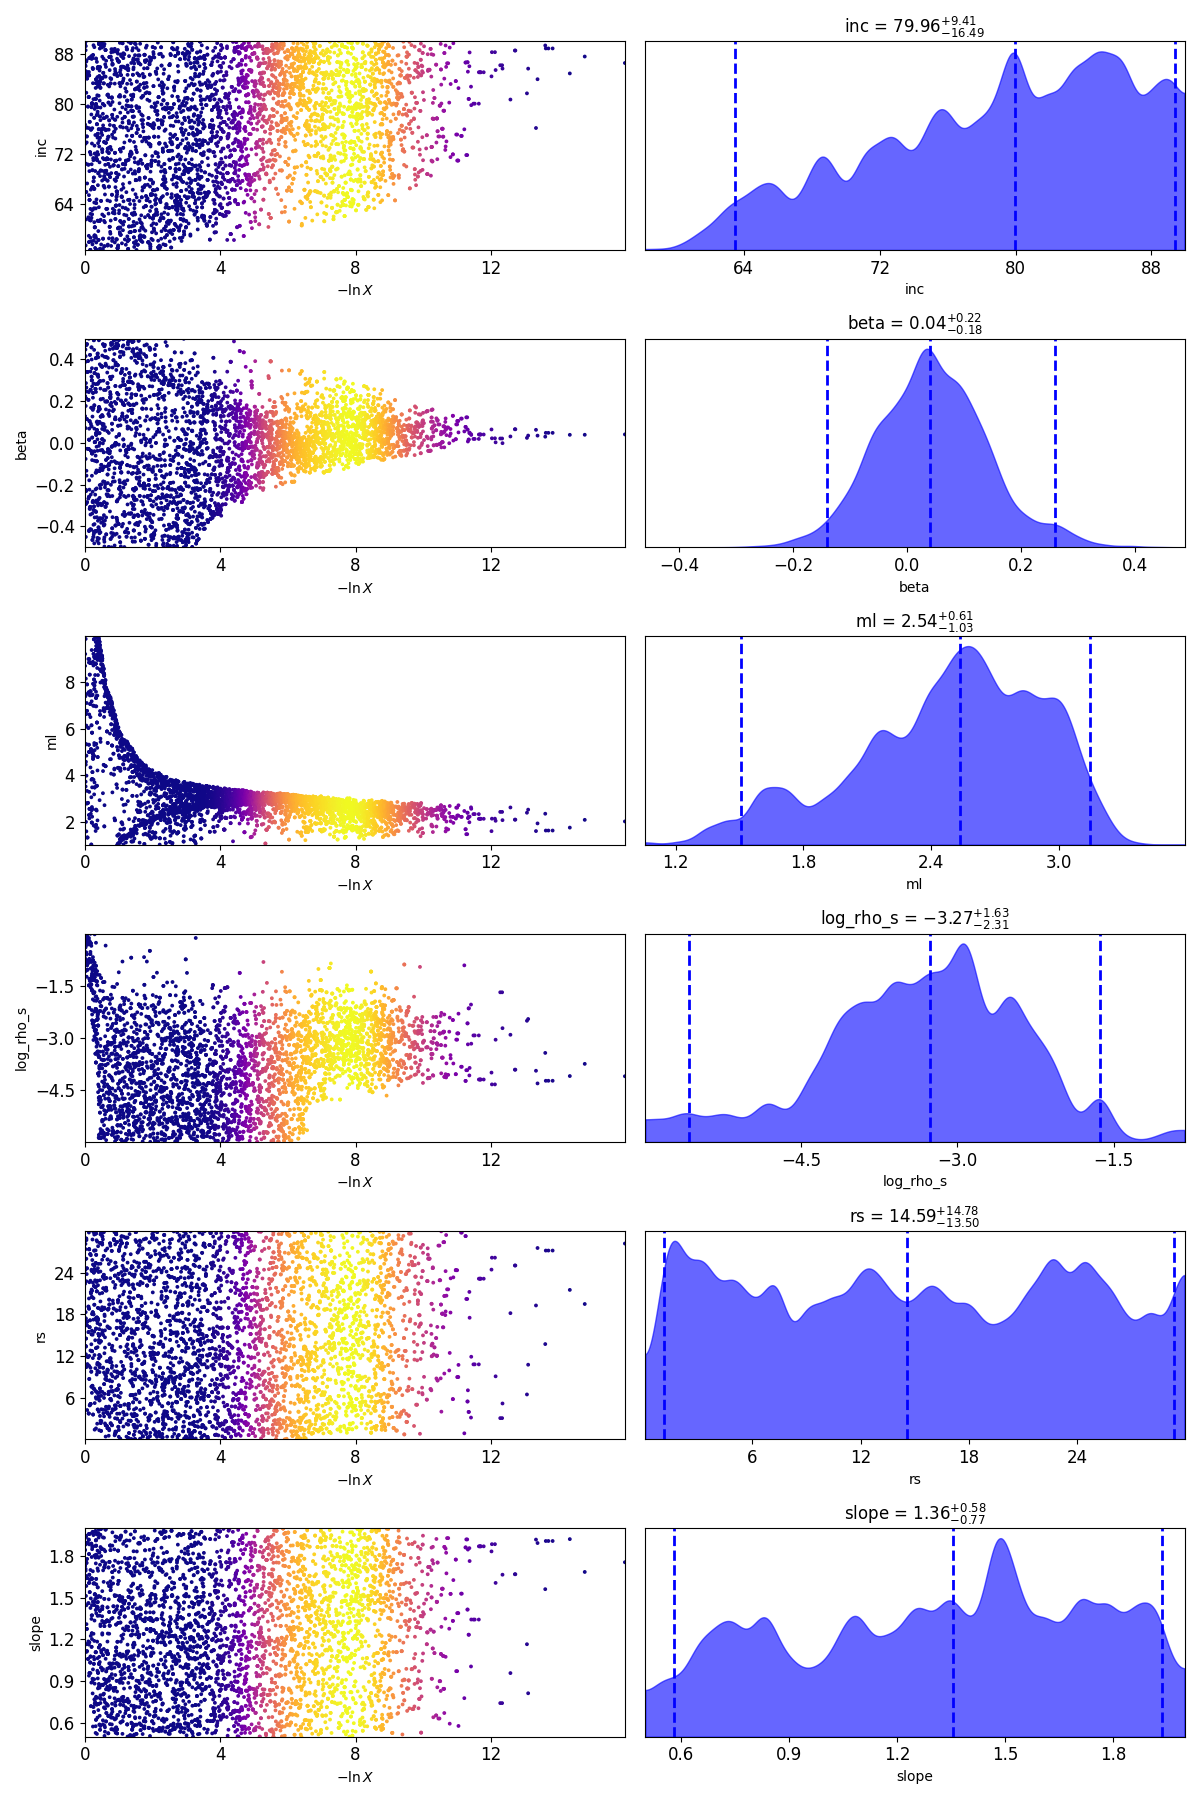 inc = 79.96$^{+9.41}_{-16.49}$
inc
88
80
72
64
0 4 8 12
−ln X
64 72 80 88
inc
beta = 0.04$^{+0.22}_{-0.18}$
beta
0.4
0.2
0.0
−0.2
−0.4
0 4 8 12
−ln X
−0.4 −0.2 0.0 0.2 0.4
beta
ml = 2.54$^{+0.61}_{-1.03}$
ml
8
6
4
2
0 4 8 12
−ln X
1.2 1.8 2.4 3.0
ml
log_rho_s = −3.27$^{+1.63}_{-2.31}$
log_rho_s
−1.5
−3.0
−4.5
0 4 8 12
−ln X
−4.5 −3.0 −1.5
log_rho_s
rs = 14.59$^{+14.78}_{-13.50}$
rs
24
18
12
6
0 4 8 12
−ln X
6 12 18 24
rs
slope = 1.36$^{+0.58}_{-0.77}$
slope
1.8
1.5
1.2
0.9
0.6
0 4 8 12
−ln X
0.6 0.9 1.2 1.5 1.8
slope